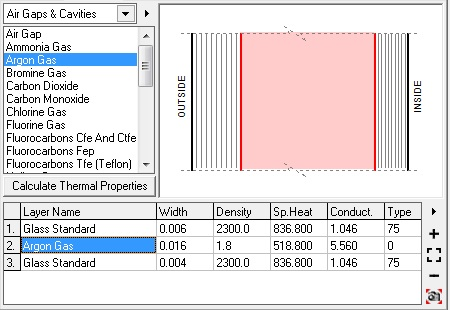 Air Gaps & Cavities
Air Gap
Ammonia Gas
Argon Gas
Bromine Gas
Carbon Dioxide
Carbon Monoxide
Chlorine Gas
Fluorine Gas
Fluorocarbons Cfe And Ctfe
Fluorocarbons Fep
Fluorocarbons Tfe (Teflon)
Calculate Thermal Properties
OUTSIDE
INSIDE
Layer Name Width Density Sp.Heat Conduct. Type
1. Glass Standard 0.006 2300.0 836.800 1.046 75
2. Argon Gas 0.016 1.8 518.800 5.560 0
3. Glass Standard 0.004 2300.0 836.800 1.046 75